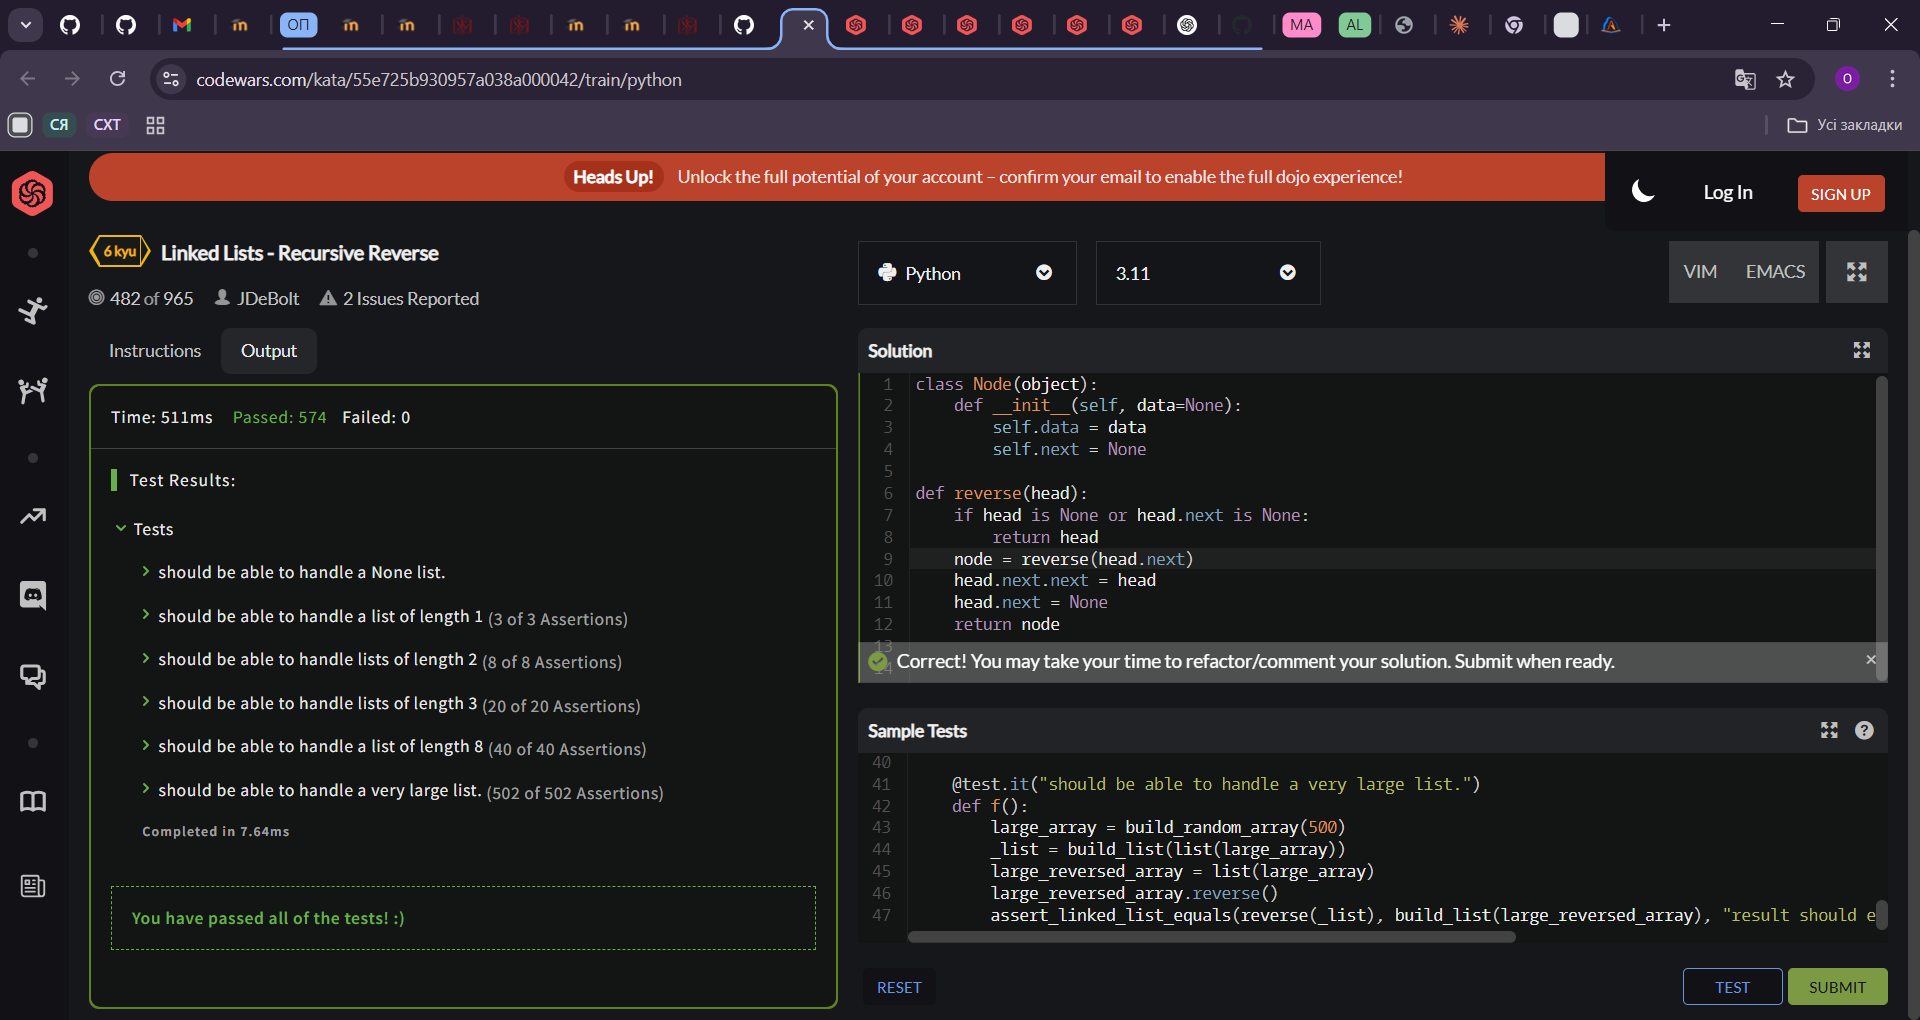 ОП
MA
AL
codewars.com/kata/55e725b930957a038a000042/train/python
O
СЯ
СХТ
Усі закладки
Heads Up! Unlock the full potential of your account – confirm your email to enable the full dojo experience!
Log In
SIGN UP
6 kyu Linked Lists - Recursive Reverse
482 of 965 JDeBolt 2 Issues Reported
Instructions
Output
Time: 511ms Passed: 574 Failed: 0
Test Results:
Tests
should be able to handle a None list.
should be able to handle a list of length 1 (3 of 3 Assertions)
should be able to handle lists of length 2 (8 of 8 Assertions)
should be able to handle lists of length 3 (20 of 20 Assertions)
should be able to handle a list of length 8 (40 of 40 Assertions)
should be able to handle a very large list. (502 of 502 Assertions)
Completed in 7.64ms
You have passed all of the tests! :)
Python
3.11
VIM
EMACS
Solution
1 class Node(object):
2 def __init__(self, data=None):
3 self.data = data
4 self.next = None
5
6 def reverse(head):
7 if head is None or head.next is None:
8 return head
9 node = reverse(head.next)
10 head.next.next = head
11 head.next = None
12 return node
13
14
Correct! You may take your time to refactor/comment your solution. Submit when ready.
Sample Tests
40
41 @test.it("should be able to handle a very large list.")
42 def f():
43 large_array = build_random_array(500)
44 _list = build_list(list(large_array))
45 large_reversed_array = list(large_array)
46 large_reversed_array.reverse()
47 assert_linked_list_equals(reverse(_list), build_list(large_reversed_array), "result should e
RESET
TEST
SUBMIT